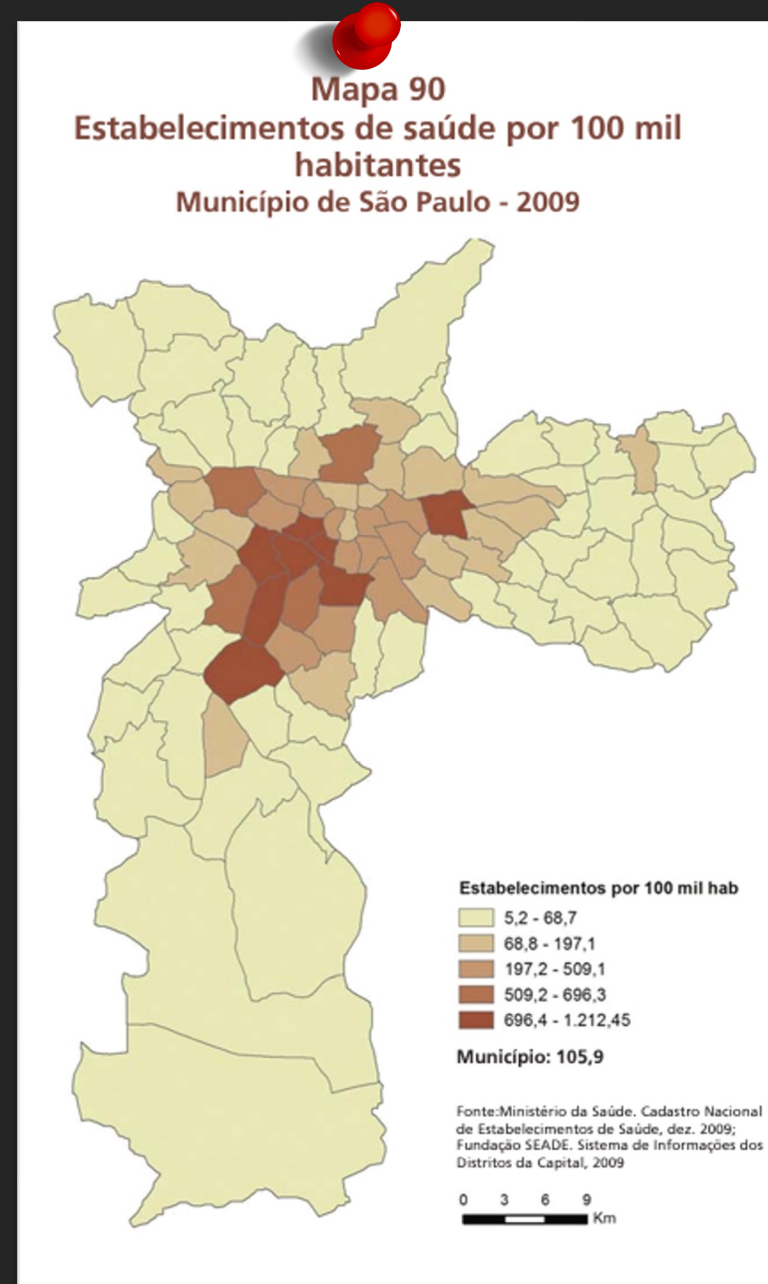 Mapa 90
Estabelecimentos de saúde por 100 mil
habitantes
Município de São Paulo - 2009
Estabelecimentos por 100 mil hab
5,2 - 68,7
68,8 - 197,1
197,2 - 509,1
509,2 - 696,3
696,4 - 1.212,45
Município: 105,9
Fonte:Ministério da Saúde. Cadastro Nacional
de Estabelecimentos de Saúde, dez. 2009;
Fundação SEADE. Sistema de Informações dos
Distritos da Capital, 2009
0 3 6 9
Km